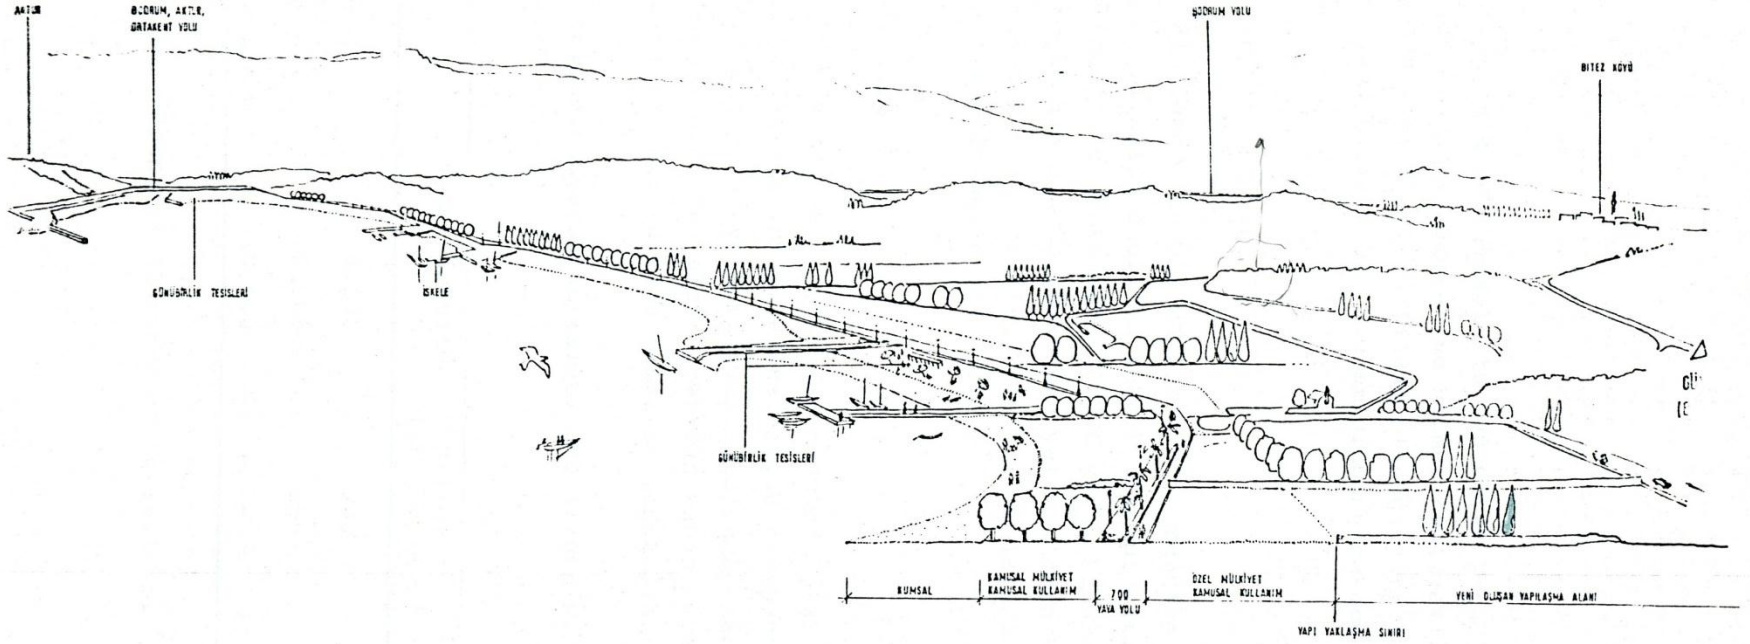 AKTUR
BODRUM, AKTUR,
ORTAKENT YOLU
BODRUM YOLU
BITEZ KÖYÜ
GÜNÜBİRLİK TESİSLERİ
İSKELE
GÜNÜBİRLİK TESİSLERİ
KUMSAL
KAMUSAL MÜLKİYET
KAMUSAL KULLANIM
7.00
YAYA YOLU
ÖZEL MÜLKİYET
KAMUSAL KULLANIM
YENİ OLUŞAN YAPILAŞMA ALANI
YAPI YAKLAŞMA SINIRI